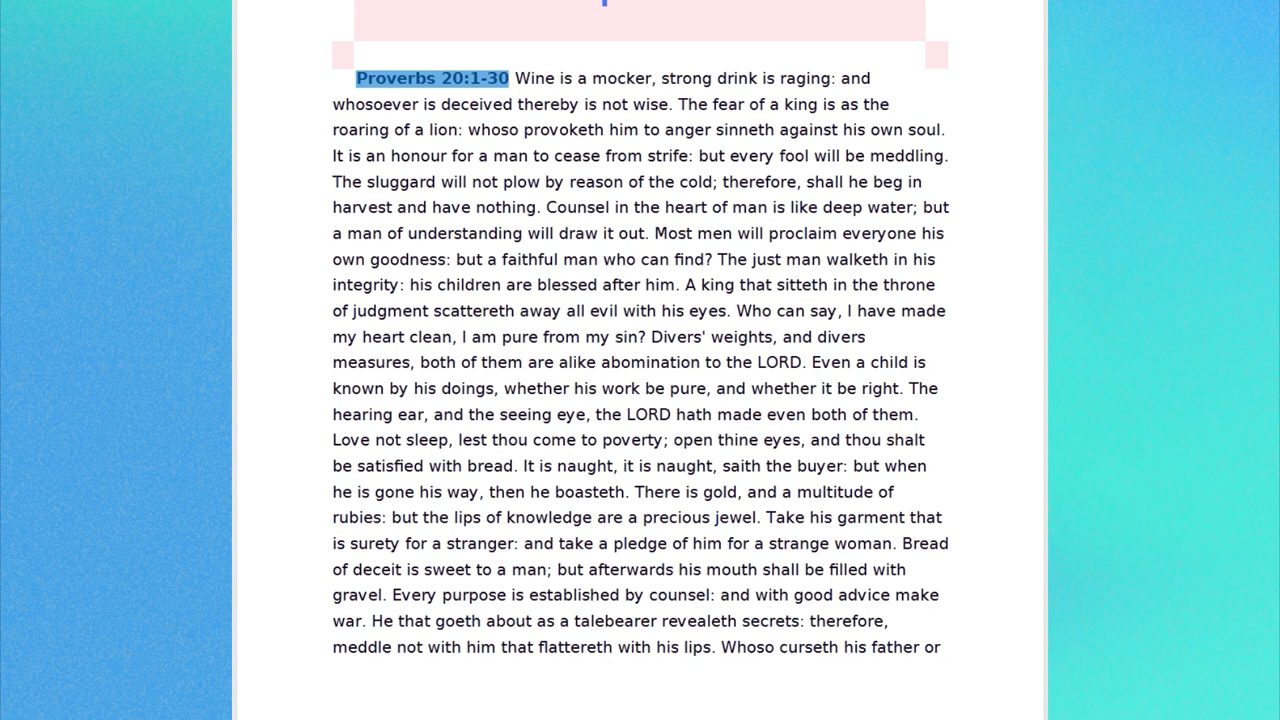 Proverbs 20:1-30 Wine is a mocker, strong drink is raging: and
whosoever is deceived thereby is not wise. The fear of a king is as the
roaring of a lion: whoso provoketh him to anger sinneth against his own soul.
It is an honour for a man to cease from strife: but every fool will be meddling.
The sluggard will not plow by reason of the cold; therefore, shall he beg in
harvest and have nothing. Counsel in the heart of man is like deep water; but
a man of understanding will draw it out. Most men will proclaim everyone his
own goodness: but a faithful man who can find? The just man walketh in his
integrity: his children are blessed after him. A king that sitteth in the throne
of judgment scattereth away all evil with his eyes. Who can say, I have made
my heart clean, I am pure from my sin? Divers' weights, and divers
measures, both of them are alike abomination to the LORD. Even a child is
known by his doings, whether his work be pure, and whether it be right. The
hearing ear, and the seeing eye, the LORD hath made even both of them.
Love not sleep, lest thou come to poverty; open thine eyes, and thou shalt
be satisfied with bread. It is naught, it is naught, saith the buyer: but when
he is gone his way, then he boasteth. There is gold, and a multitude of
rubies: but the lips of knowledge are a precious jewel. Take his garment that
is surety for a stranger: and take a pledge of him for a strange woman. Bread
of deceit is sweet to a man; but afterwards his mouth shall be filled with
gravel. Every purpose is established by counsel: and with good advice make
war. He that goeth about as a talebearer revealeth secrets: therefore,
meddle not with him that flattereth with his lips. Whoso curseth his father or